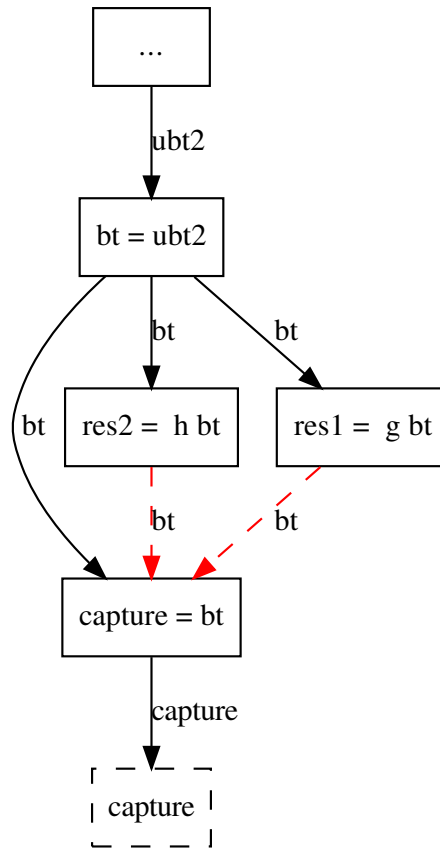 ...
ubt2
bt = ubt2
bt
bt
bt
res2 =  h bt
res1 =  g bt
bt
bt
capture = bt
capture
capture